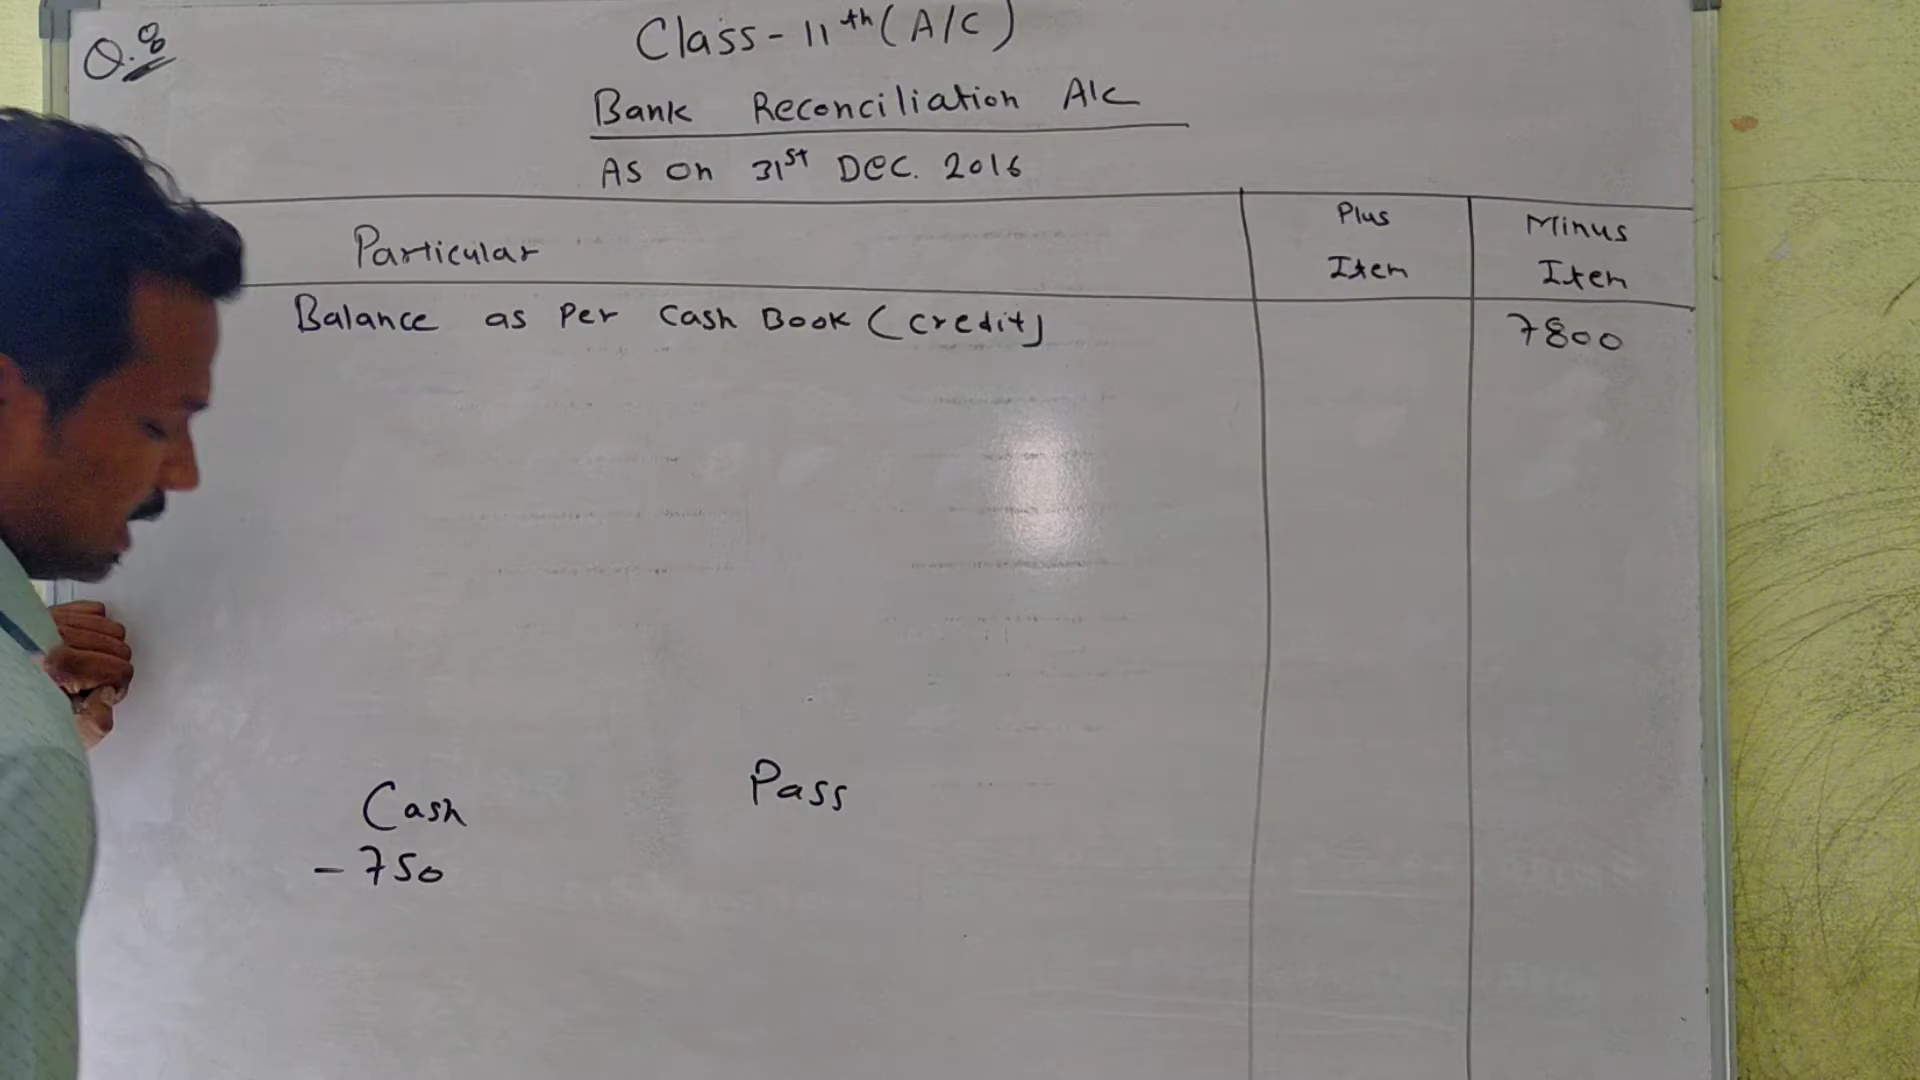 Q.8
Class-11th (A/C)
Bank Reconciliation A/c
As on 31st Dec. 2016
Particular
Plus Item
Minus Item
Balance as Per Cash Book (Credit)
7800
Cash
Pass
- 750